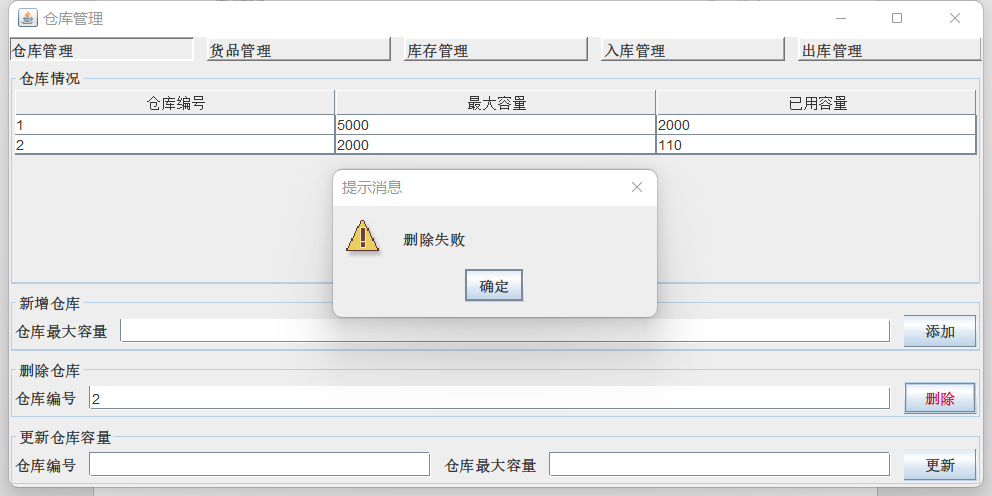 仓库管理
仓库管理 货品管理 库存管理 入库管理 出库管理
仓库情况
仓库编号 最大容量 已用容量
1 5000 2000
2 2000 110
提示消息
删除失败
确定
新增仓库
仓库最大容量 添加
删除仓库
仓库编号 2 删除
更新仓库容量
仓库编号 仓库最大容量 更新